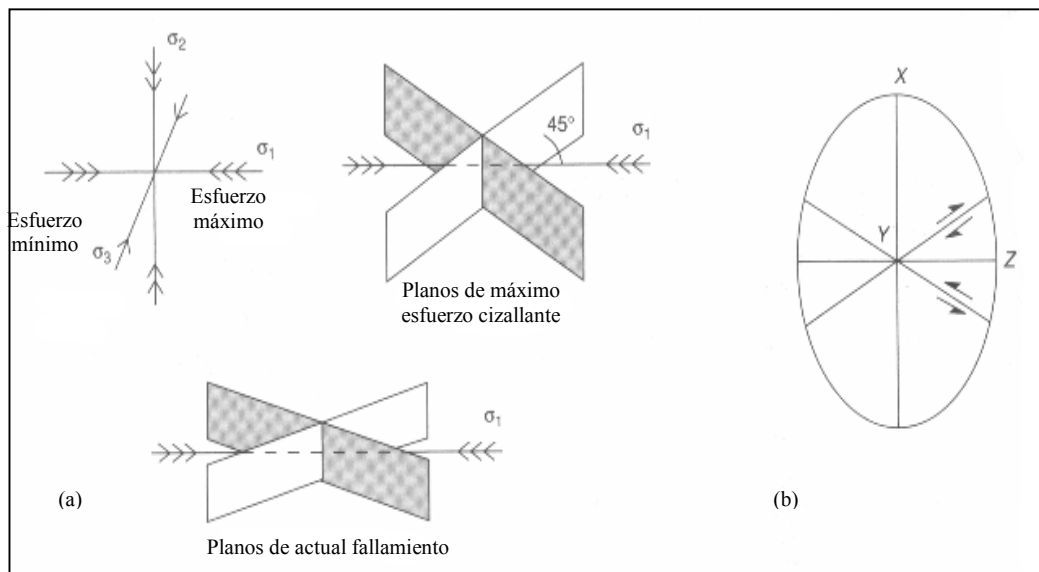 σ2
σ1
Esfuerzo
máximo
Esfuerzo
mínimo
σ3
45°
σ1
Planos de máximo
esfuerzo cizallante
σ1
(a)
Planos de actual fallamiento
X
Y
Z
(b)